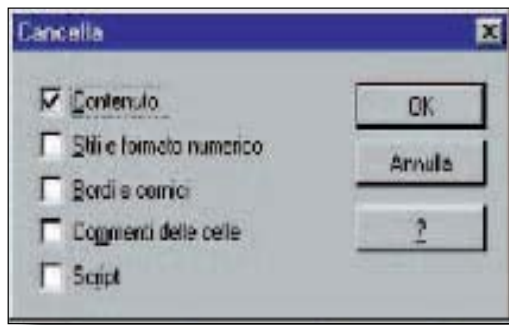 Cancella
Contenuto
Stili e formato numerico
Bordi e cornici
Commenti delle celle
Script
OK
Annulla
?